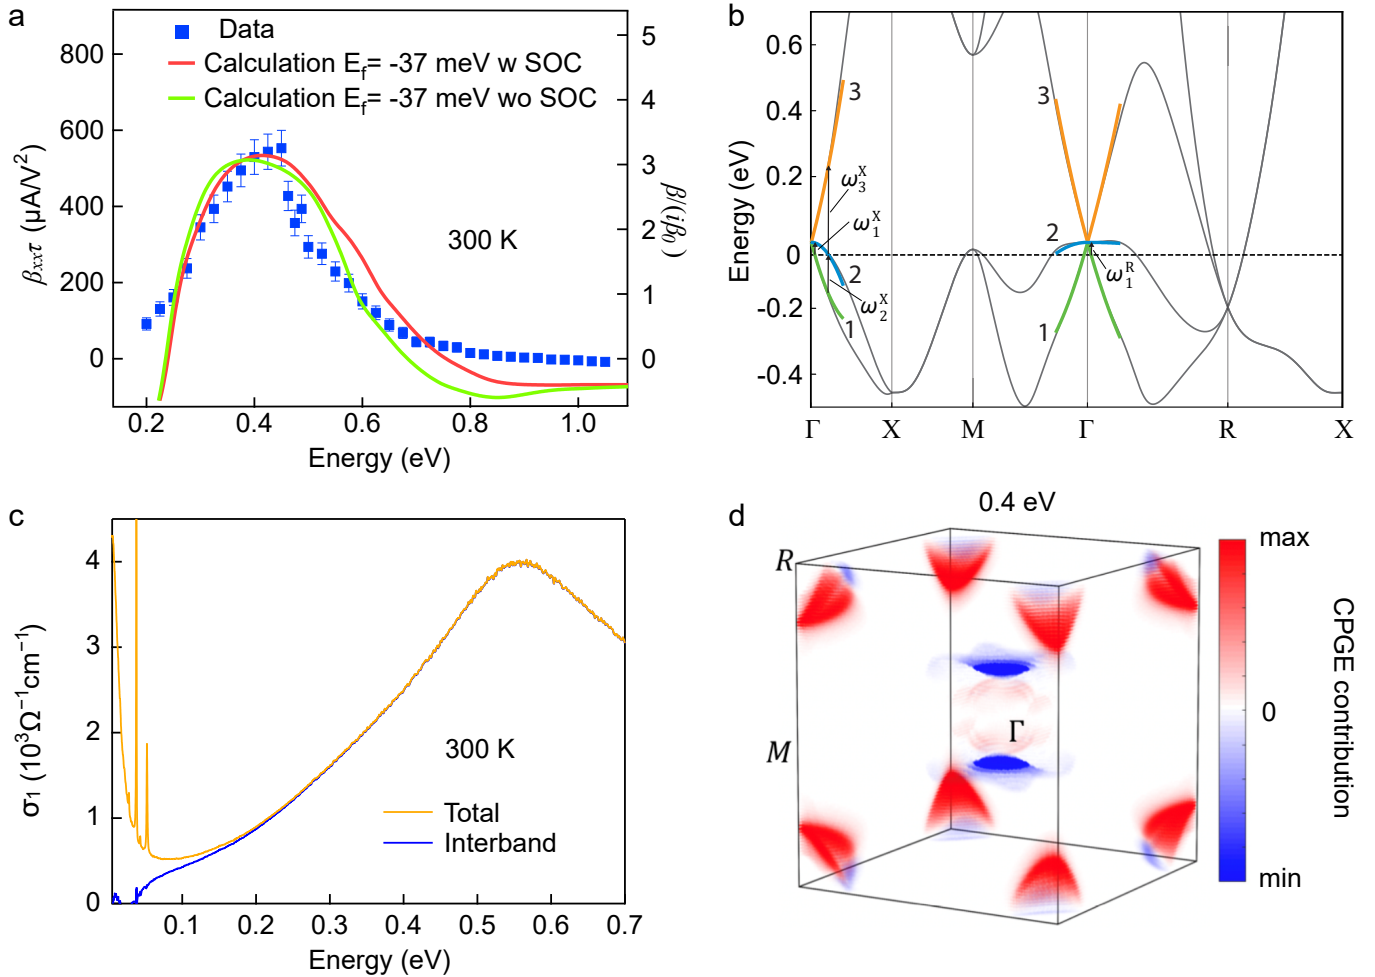 a
800
600
400
200
0
β_xxτ (μA/V²)
Data
Calculation E_f= -37 meV w SOC
Calculation E_f= -37 meV wo SOC
300 K
5
4
3
2
1
0
β/(iβ₀)
0.2 0.4 0.6 0.8 1.0
Energy (eV)
b
0.6
0.4
0.2
0
-0.2
-0.4
Energy (eV)
3
ω₃ˣ
ω₁ˣ
2
ω₂ˣ
1
3
2
ω₁ᴿ
1
Γ X M Γ R X
c
4
3
2
1
0
σ₁ (10³Ω⁻¹cm⁻¹)
300 K
Total
Interband
0.1 0.2 0.3 0.4 0.5 0.6 0.7
Energy (eV)
d
0.4 eV
R
M
Γ
max
0
min
CPGE contribution